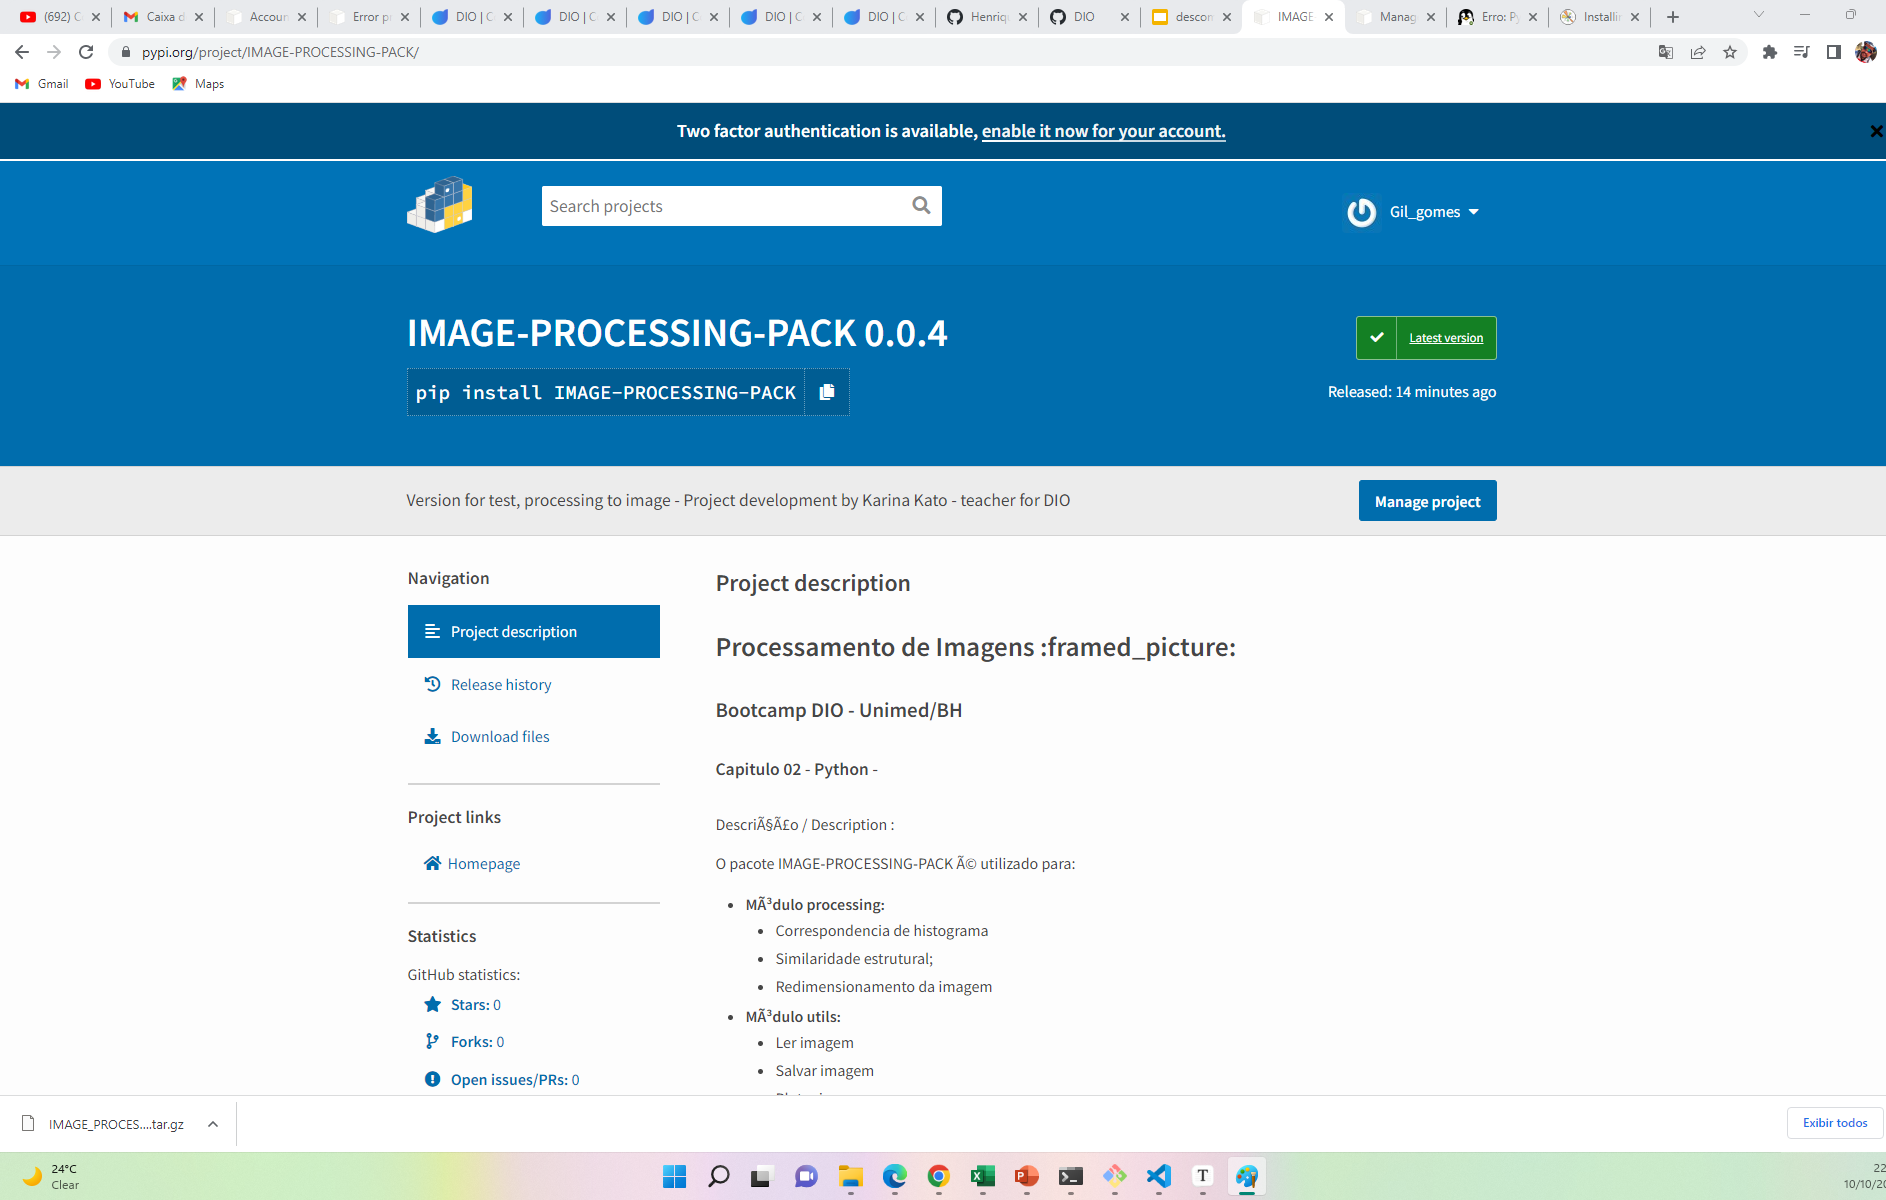 (692) C
Caixa d
Accoun
Error p
DIO | C
DIO | C
DIO | C
DIO | C
DIO | C
Henriq
DIO
descon
IMAGE
Manag
Erro: Py
Installin
pypi.org/project/IMAGE-PROCESSING-PACK/
Gmail
YouTube
Maps
Two factor authentication is available, enable it now for your account.
Search projects
Gil_gomes
IMAGE-PROCESSING-PACK 0.0.4
pip install IMAGE-PROCESSING-PACK
Latest version
Released: 14 minutes ago
Version for test, processing to image - Project development by Karina Kato - teacher for DIO
Manage project
Navigation
Project description
Release history
Download files
Project links
Homepage
Statistics
GitHub statistics:
Stars: 0
Forks: 0
Open issues/PRs: 0
Project description
Processamento de Imagens :framed_picture:
Bootcamp DIO - Unimed/BH
Capitulo 02 - Python -
DescriÃ§Ã£o / Description :
O pacote IMAGE-PROCESSING-PACK Ã© utilizado para:
MÃ³dulo processing:
Correspondencia de histograma
Similaridade estrutural;
Redimensionamento da imagem
MÃ³dulo utils:
Ler imagem
Salvar imagem
IMAGE_PROCES....tar.gz
Exibir todos
24°C
Clear
22
10/10/20